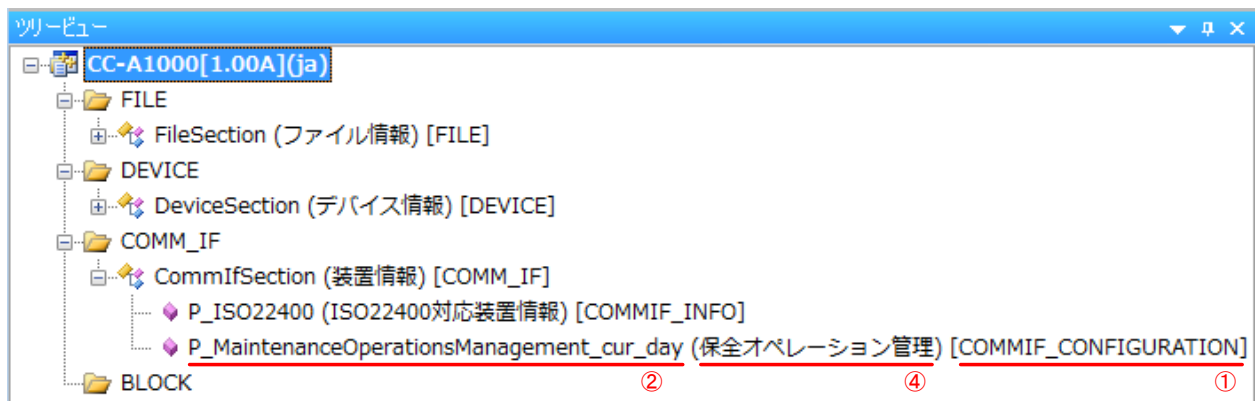 ツリービュー
CC-A1000[1.00A](ja)
FILE
FileSection (ファイル情報) [FILE]
DEVICE
DeviceSection (デバイス情報) [DEVICE]
COMM_IF
CommIfSection (装置情報) [COMM_IF]
P_ISO22400 (ISO22400対応装置情報) [COMMIF_INFO]
P_MaintenanceOperationsManagement_cur_day (保全オペレーション管理) [COMMIF_CONFIGURATION]
② ④ ①
BLOCK